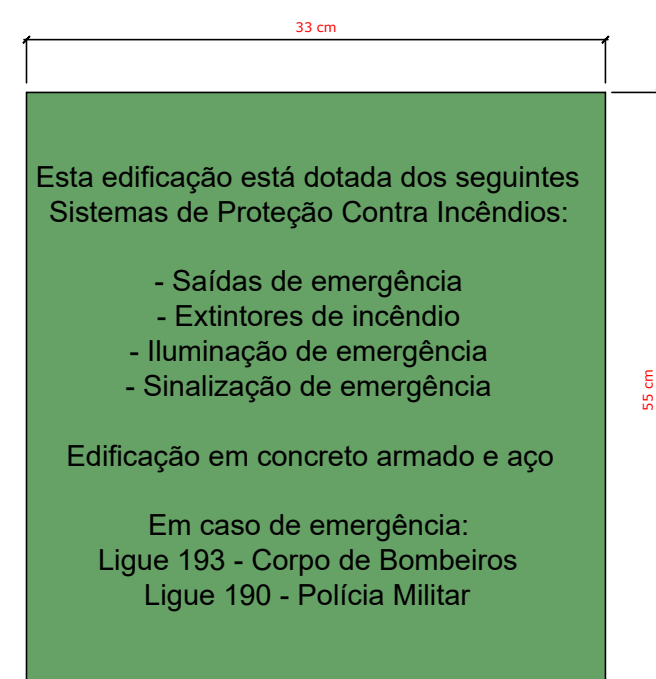 33 cm
Esta edificação está dotada dos seguintes
Sistemas de Proteção Contra Incêndios:
- Saídas de emergência
- Extintores de incêndio
- Iluminação de emergência
- Sinalização de emergência
55 cm
Edificação em concreto armado e aço
Em caso de emergência:
Ligue 193 - Corpo de Bombeiros
Ligue 190 - Polícia Militar